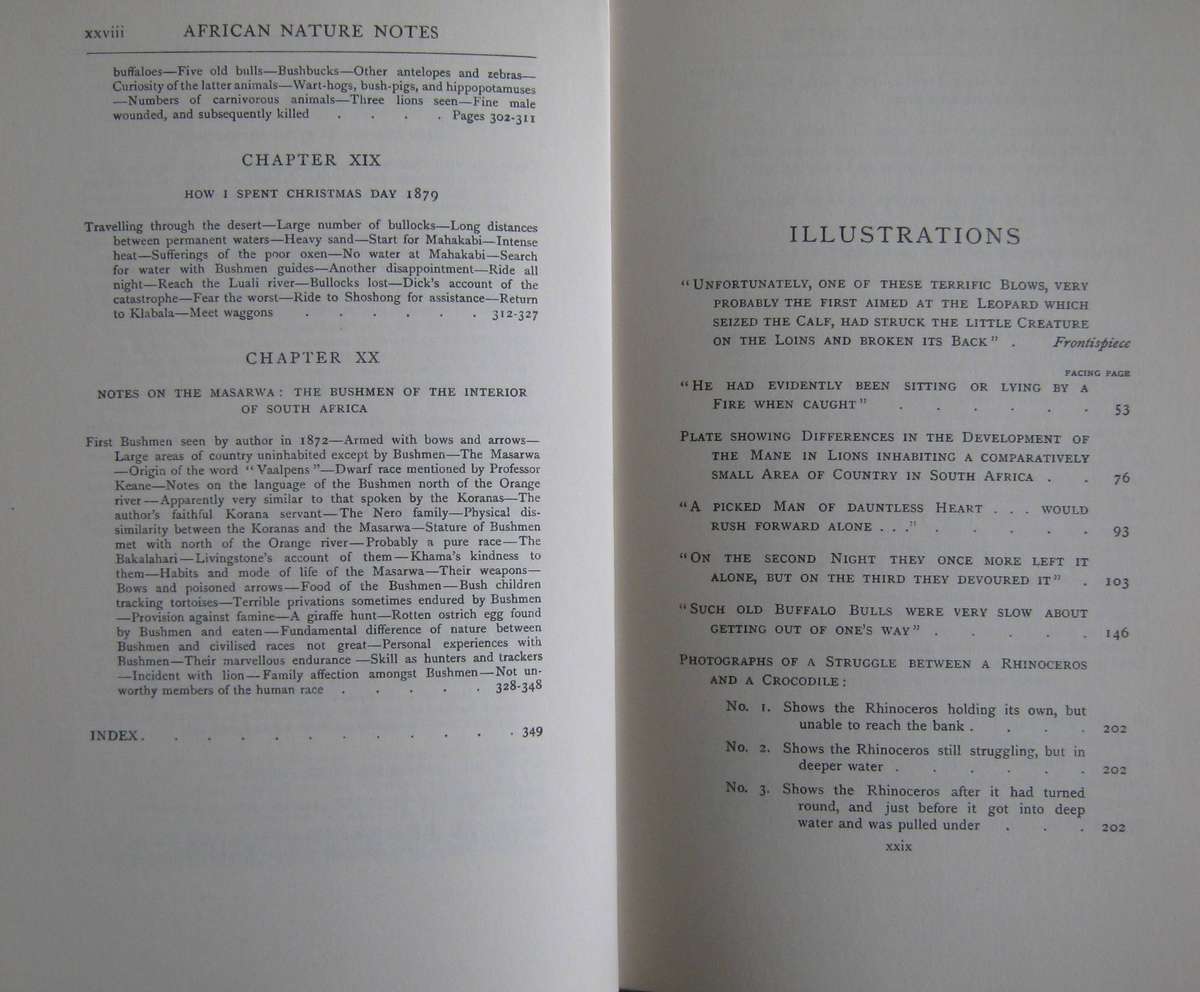 xxviii AFRICAN NATURE NOTES
buffaloes—Five old bulls—Bushbucks—Other antelopes and zebras—
Curiosity of the latter animals—Wart-hogs, bush-pigs, and hippopotamuses
—Numbers of carnivorous animals—Three lions seen—Fine male
wounded, and subsequently killed . . . . Pages 302-311
CHAPTER XIX
HOW I SPENT CHRISTMAS DAY 1879
Travelling through the desert—Large number of bullocks—Long distances
between permanent waters—Heavy sand—Start for Mahakabi—Intense
heat—Sufferings of the poor oxen—No water at Mahakabi—Search
for water with Bushmen guides—Another disappointment—Ride all
night—Reach the Luali river—Bullocks lost—Dick's account of the
catastrophe—Fear the worst—Ride to Shoshong for assistance—Return
to Klabala—Meet waggons . . . . . . 312-327
CHAPTER XX
NOTES ON THE MASARWA: THE BUSHMEN OF THE INTERIOR
OF SOUTH AFRICA
First Bushmen seen by author in 1872—Armed with bows and arrows—
Large areas of country uninhabited except by Bushmen—The Masarwa
—Origin of the word "Vaalpens"—Dwarf race mentioned by Professor
Keane—Notes on the language of the Bushmen north of the Orange
river—Apparently very similar to that spoken by the Koranas—The
author's faithful Korana servant—The Nero family—Physical dis-
similarity between the Koranas and the Masarwa—Stature of Bushmen
met with north of the Orange river—Probably a pure race—The
Bakalahari—Livingstone's account of them—Khama's kindness to
them—Habits and mode of life of the Masarwa—Their weapons—
Bows and poisoned arrows—Food of the Bushmen—Bush children
tracking tortoises—Terrible privations sometimes endured by Bushmen
—Provision against famine—A giraffe hunt—Rotten ostrich egg found
by Bushmen and eaten—Fundamental difference of nature between
Bushmen and civilised races not great—Personal experiences with
Bushmen—Their marvellous endurance—Skill as hunters and trackers
—Incident with lion—Family affection amongst Bushmen—Not un-
worthy members of the human race . . . . . 328-348
INDEX . . . . . . . . . . . . 349
ILLUSTRATIONS
"UNFORTUNATELY, ONE OF THESE TERRIFIC BLOWS, VERY
PROBABLY THE FIRST AIMED AT THE LEOPARD WHICH
SEIZED THE CALF, HAD STRUCK THE LITTLE CREATURE
ON THE LOINS AND BROKEN ITS BACK" . Frontispiece
FACING PAGE
"HE HAD EVIDENTLY BEEN SITTING OR LYING BY A
FIRE WHEN CAUGHT" . . . . . . 53
PLATE SHOWING DIFFERENCES IN THE DEVELOPMENT OF
THE MANE IN LIONS INHABITING A COMPARATIVELY
SMALL AREA OF COUNTRY IN SOUTH AFRICA . . 76
"A PICKED MAN OF DAUNTLESS HEART . . . WOULD
RUSH FORWARD ALONE . . ." . . . . . 93
"ON THE SECOND NIGHT THEY ONCE MORE LEFT IT
ALONE, BUT ON THE THIRD THEY DEVOURED IT" . 103
"SUCH OLD BUFFALO BULLS WERE VERY SLOW ABOUT
GETTING OUT OF ONE'S WAY" . . . . . 146
PHOTOGRAPHS OF A STRUGGLE BETWEEN A RHINOCEROS
AND A CROCODILE:
No. 1. Shows the Rhinoceros holding its own, but
unable to reach the bank . . . . 202
No. 2. Shows the Rhinoceros still struggling, but in
deeper water . . . . . . 202
No. 3. Shows the Rhinoceros after it had turned
round, and just before it got into deep
water and was pulled under . . . 202
xxix